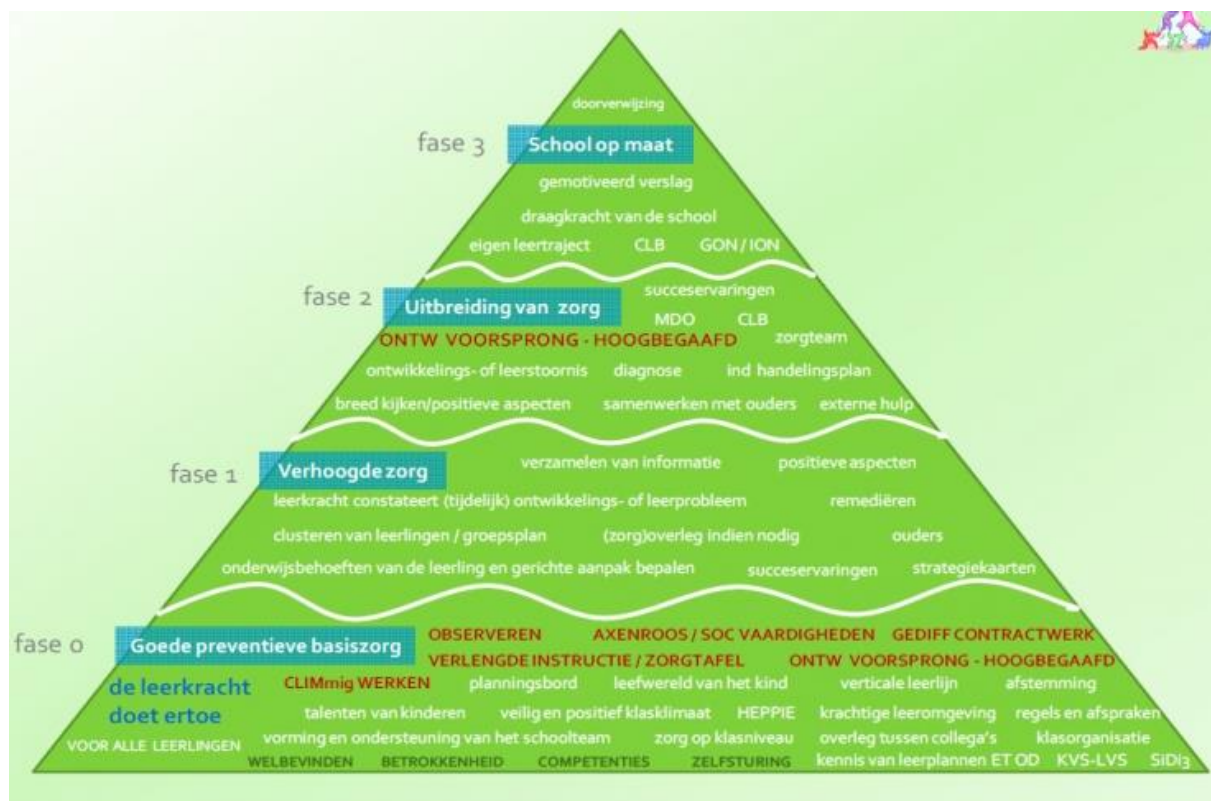 doorverwijzing
fase 3 School op maat
gemotiveerd verslag
draagkracht van de school
eigen leertraject CLB GON / ION
succeservaringen
fase 2 Uitbreiding van zorg
MDO CLB
ONTW VOORSPRONG - HOOGBEGAAFD zorgteam
ontwikkelings- of leerstoornis diagnose ind handelingsplan
breed kijken/positieve aspecten samenwerken met ouders externe hulp
fase 1 Verhoogde zorg verzamelen van informatie positieve aspecten
leerkracht constateert (tijdelijk) ontwikkelings- of leerprobleem remediëren
clusteren van leerlingen / groepsplan (zorg)overleg indien nodig ouders
onderwijsbehoeften van de leerling en gerichte aanpak bepalen succeservaringen strategiekaarten
fase 0 Goede preventieve basiszorg OBSERVEREN AXENROOS / SOC VAARDIGHEDEN GEDIFF CONTRACTWERK
VERLENGDE INSTRUCTIE / ZORGTAFEL ONTW VOORSPRONG - HOOGBEGAAFD
de leerkracht CLIMmig WERKEN planningsbord leefwereld van het kind verticale leerlijn afstemming
doet ertoe talenten van kinderen veilig en positief klasklimaat HEPPIE krachtige leeromgeving regels en afspraken
VOOR ALLE LEERLINGEN vorming en ondersteuning van het schoolteam zorg op klasniveau overleg tussen collega's klasorganisatie
WELBEVINDEN BETROKKENHEID COMPETENTIES ZELFSTURING kennis van leerplannen ET OD KVS-LVS SiDi3